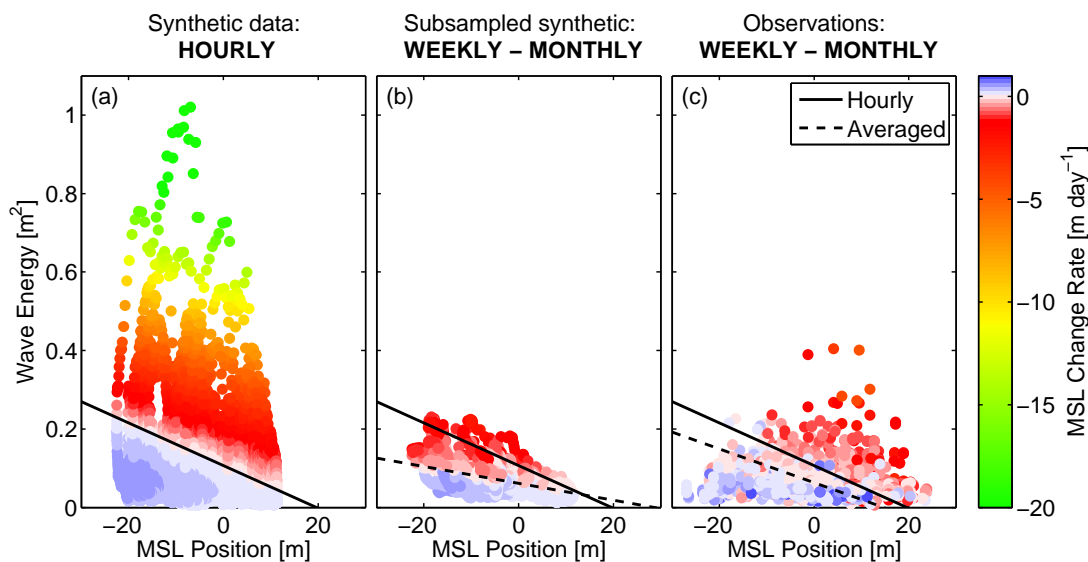 Synthetic data:
HOURLY
Subsampled synthetic:
WEEKLY – MONTHLY
Observations:
WEEKLY – MONTHLY
(a)
(b)
(c)
Hourly
Averaged
Wave Energy [m²]
1
0.8
0.6
0.4
0.2
0
−20
0
20
MSL Position [m]
−20
0
20
MSL Position [m]
−20
0
20
MSL Position [m]
0
−5
−10
−15
−20
MSL Change Rate [m day⁻¹]